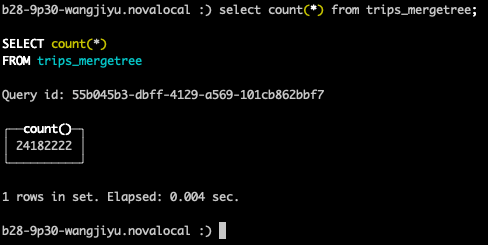 b28-9p30-wangjiyu.novalocal :) select count(*) from trips_mergetree;
SELECT count(*)
FROM trips_mergetree
Query id: 55b045b3-dbff-4129-a569-101cb862bbf7
count()
24182222
1 rows in set. Elapsed: 0.004 sec.
b28-9p30-wangjiyu.novalocal :)